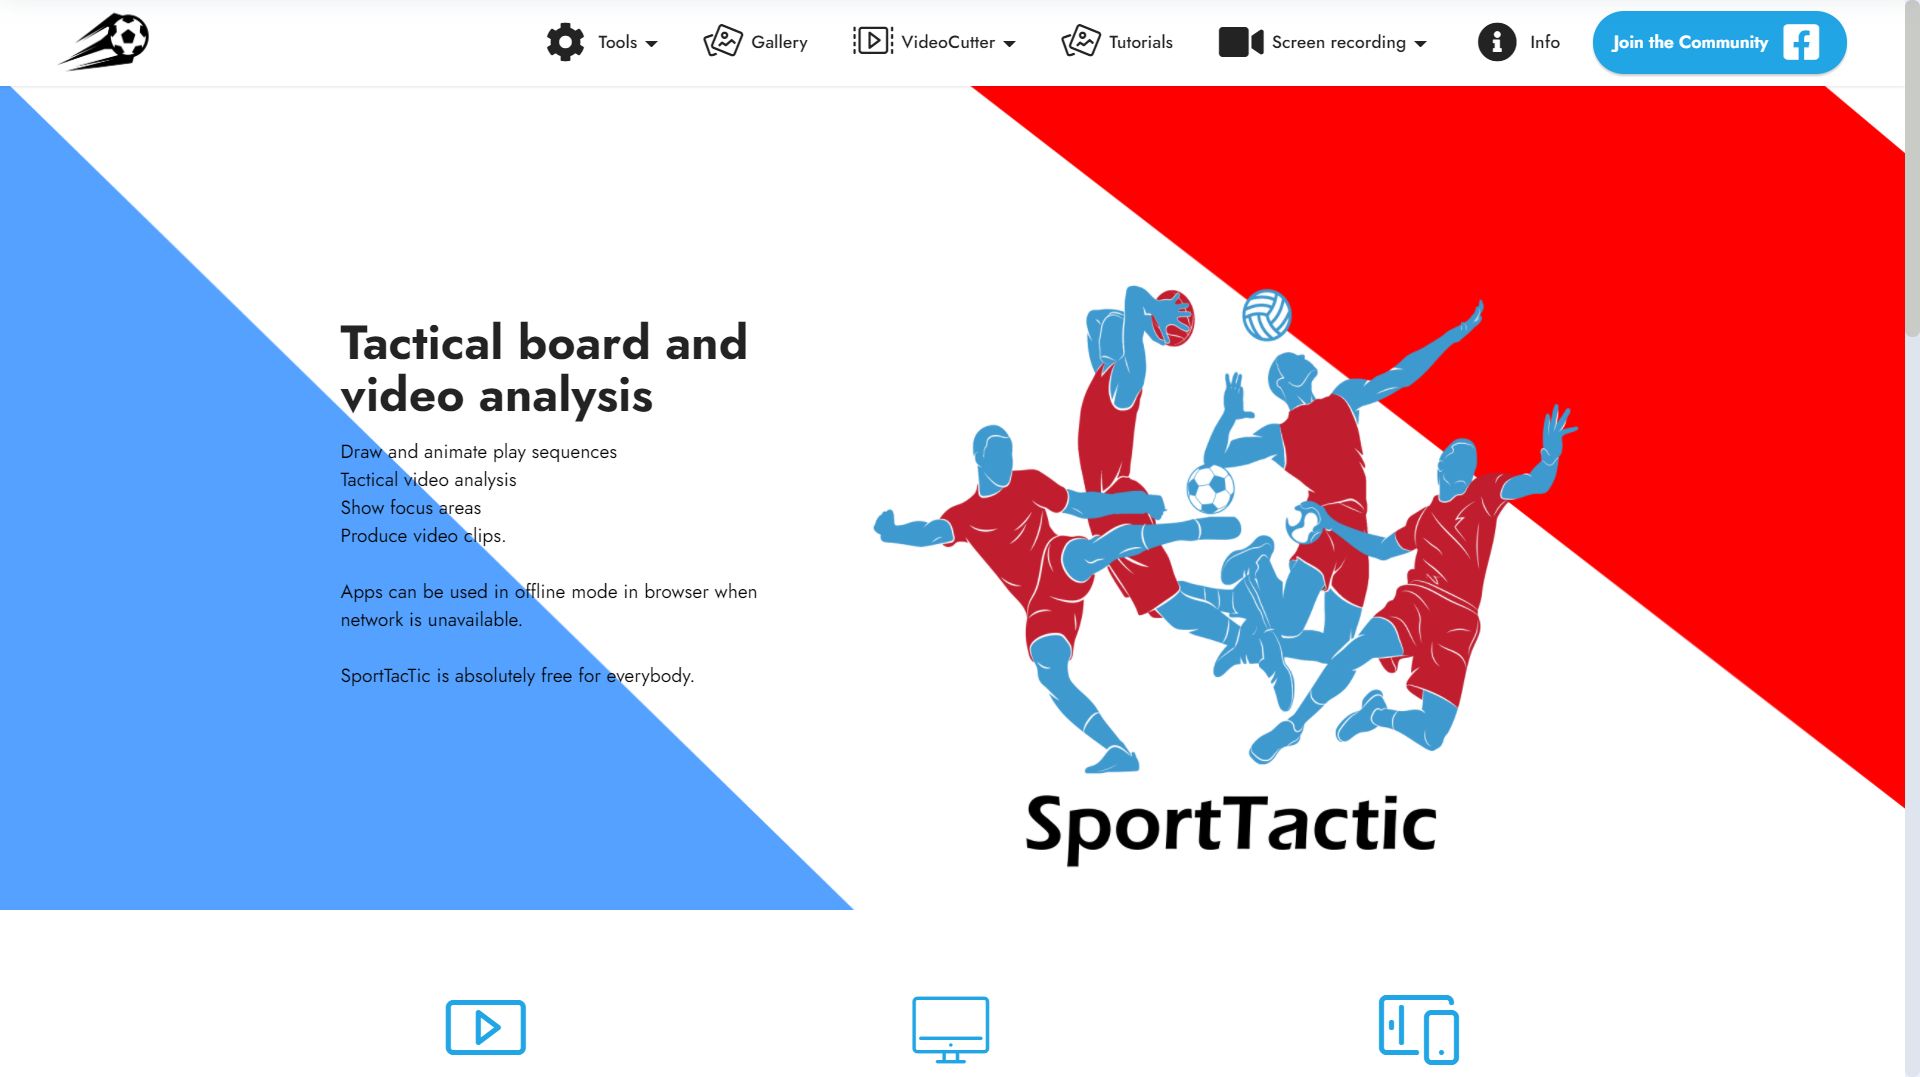 Tools
Gallery
VideoCutter
Tutorials
Screen recording
Info
Join the Community
Tactical board and
video analysis
Draw and animate play sequences
Tactical video analysis
Show focus areas
Produce video clips.
Apps can be used in offline mode in browser when
network is unavailable.
SportTacTic is absolutely free for everybody.
SportTactic